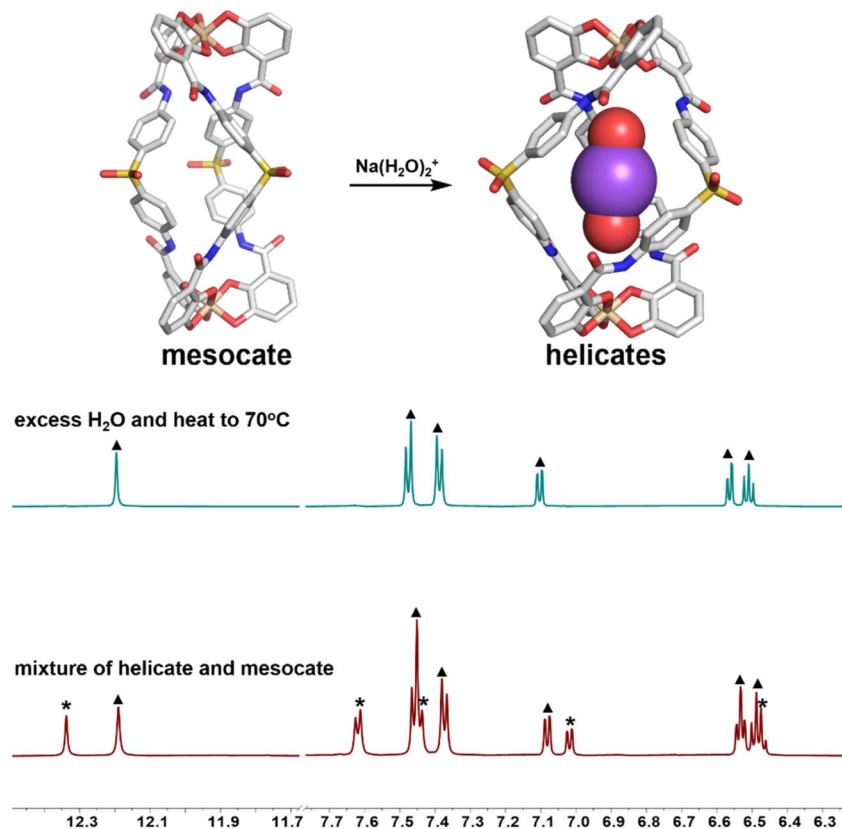 Na(H₂O)₂⁺
mesocate
helicates
excess H₂O and heat to 70°C
▲ ▲ ▲ ▲ ▲ ▲
mixture of helicate and mesocate
* ▲ * ▲ * ▲ ▲ * ▲ ▲ *
12.3 12.1 11.9 11.7 7.7 7.6 7.5 7.4 7.3 7.2 7.1 7.0 6.9 6.8 6.7 6.6 6.5 6.4 6.3